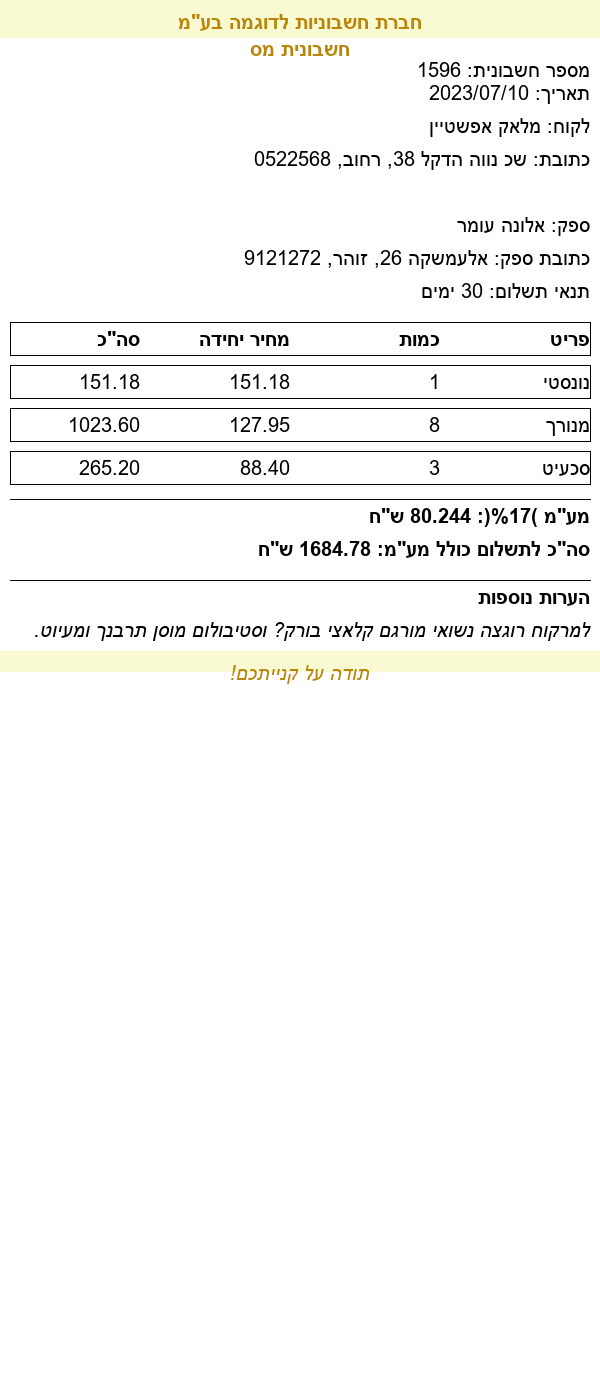 חברת חשבוניות לדוגמה בע"מ
חשבונית מס
מספר חשבונית: 1596
תאריך: 2023/07/10
לקוח: מלאק אפשטיין
כתובת: שכ נווה הדקל 38, רחוב, 0522568
ספק: אלונה עומר
כתובת ספק: אלעמשקה 26, זוהר, 9121272
תנאי תשלום: 30 ימים
פריט כמות מחיר יחידה סה"כ
נונסטי 1 151.18 151.18
מנורך 8 127.95 1023.60
סכעיט 3 88.40 265.20
מע"מ )17%(: 80.244 ש"ח
סה"כ לתשלום כולל מע"מ: 1684.78 ש"ח
הערות נוספות
למרקוח רוגצה נשואי מורגם קלאצי בורק? וסטיבולום מוסן תרבנך ומעיוט.
תודה על קנייתכם!